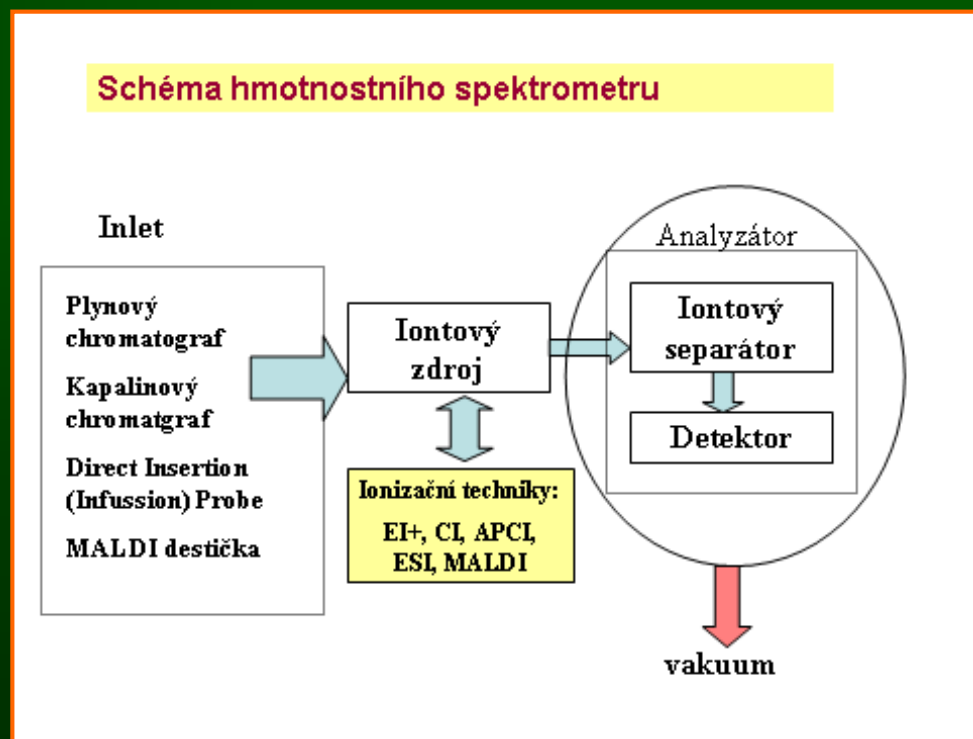 Schéma hmotnostního spektrometru
Inlet
Plynový
chromatograf
Kapalinový
chromatgraf
Direct Insertion
(Infussion) Probe
MALDI destička
Iontový
zdroj
Ionizační techniky:
EI+, CI, APCI,
ESI, MALDI
Analyzátor
Iontový
separátor
Detektor
vakuum